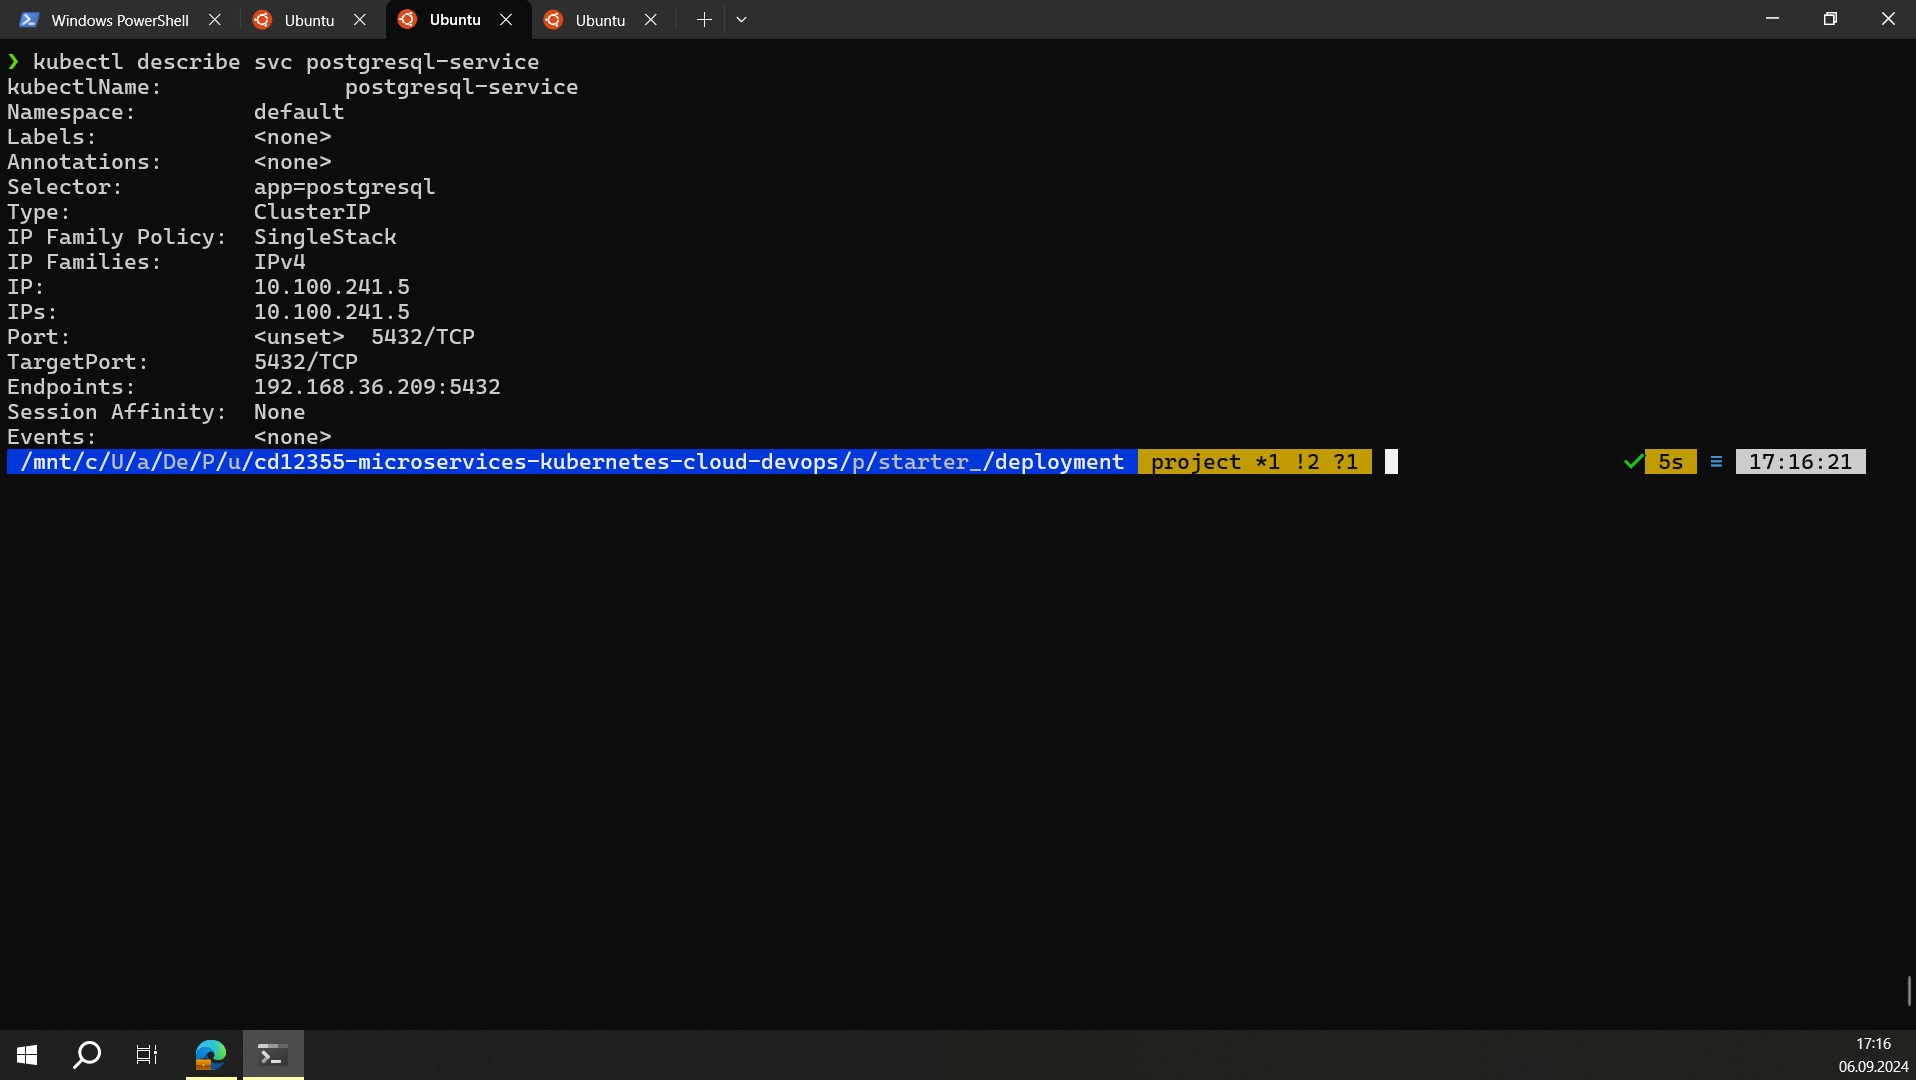 Windows PowerShell Ubuntu Ubuntu Ubuntu
❯ kubectl describe svc postgresql-service
kubectlName:              postgresql-service
Namespace:         default
Labels:            <none>
Annotations:       <none>
Selector:          app=postgresql
Type:              ClusterIP
IP Family Policy:  SingleStack
IP Families:       IPv4
IP:                10.100.241.5
IPs:               10.100.241.5
Port:              <unset>  5432/TCP
TargetPort:        5432/TCP
Endpoints:         192.168.36.209:5432
Session Affinity:  None
Events:            <none>
/mnt/c/U/a/De/P/u/cd12355-microservices-kubernetes-cloud-devops/p/starter_/deployment project *1 !2 ?1 ✓ 5s ≡ 17:16:21
17:16
06.09.2024